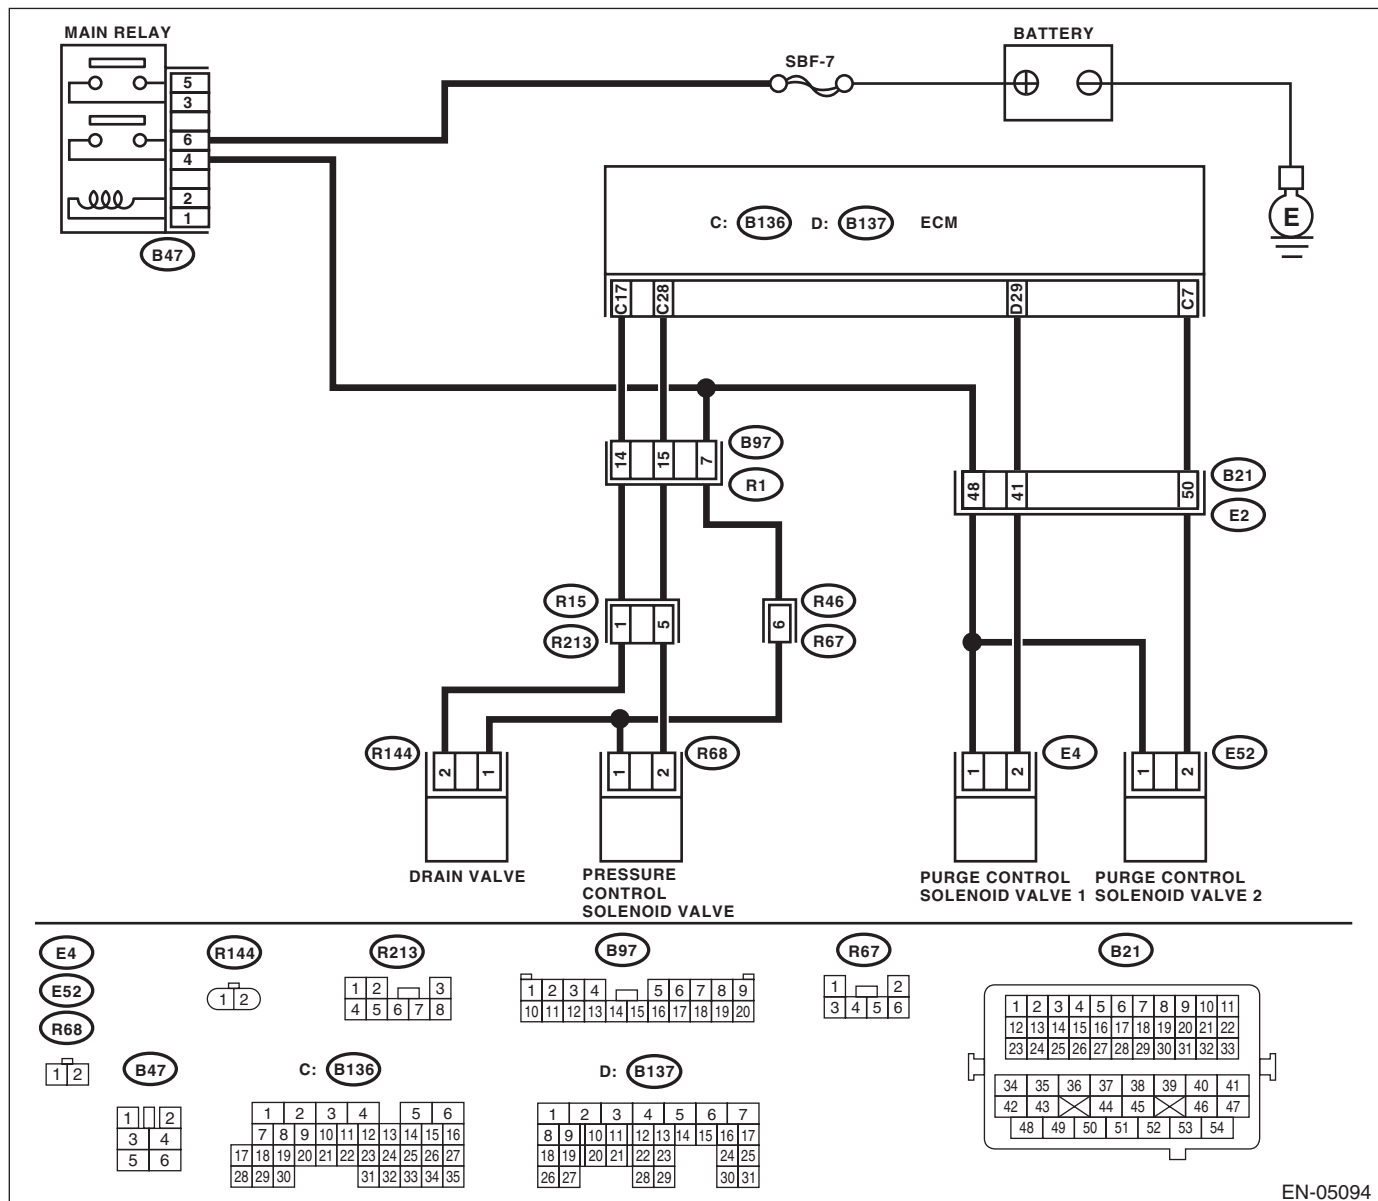 MAIN RELAY
BATTERY
SBF-7
5
3
6
4
2
1
B47
E
C: B136 D: B137 ECM
C17 C28 D29 C7
14 15 7
B97
R1
48 41 50
B21
E2
R15
R213
1 5
6
R46
R67
R144
2 1
1 2
R68
1 2
E4
1 2
E52
DRAIN VALVE
PRESSURE
CONTROL
SOLENOID VALVE
PURGE CONTROL
SOLENOID VALVE 1
PURGE CONTROL
SOLENOID VALVE 2
E4
E52
R68
1 2
R144
1 2
R213
1 2 3
4 5 6 7 8
B97
1 2 3 4 5 6 7 8 9
10 11 12 13 14 15 16 17 18 19 20
R67
1 2
3 4 5 6
B21
1 2 3 4 5 6 7 8 9 10 11
12 13 14 15 16 17 18 19 20 21 22
23 24 25 26 27 28 29 30 31 32 33
34 35 36 37 38 39 40 41
42 43 44 45 46 47
48 49 50 51 52 53 54
B47
1 2
3 4
5 6
C: B136
1 2 3 4 5 6
7 8 9 10 11 12 13 14 15 16
17 18 19 20 21 22 23 24 25 26 27
28 29 30 31 32 33 34 35
D: B137
1 2 3 4 5 6 7
8 9 10 11 12 13 14 15 16 17
18 19 20 21 22 23 24 25
26 27 28 29 30 31
EN-05094